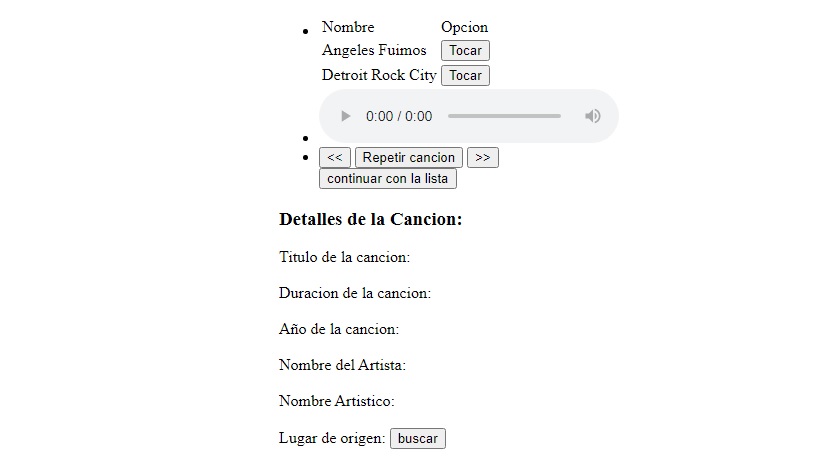 Nombre Opcion
Angeles Fuimos Tocar
Detroit Rock City Tocar
0:00 / 0:00
<< Repetir cancion >>
continuar con la lista
Detalles de la Cancion:
Titulo de la cancion:
Duracion de la cancion:
Año de la cancion:
Nombre del Artista:
Nombre Artistico:
Lugar de origen: buscar